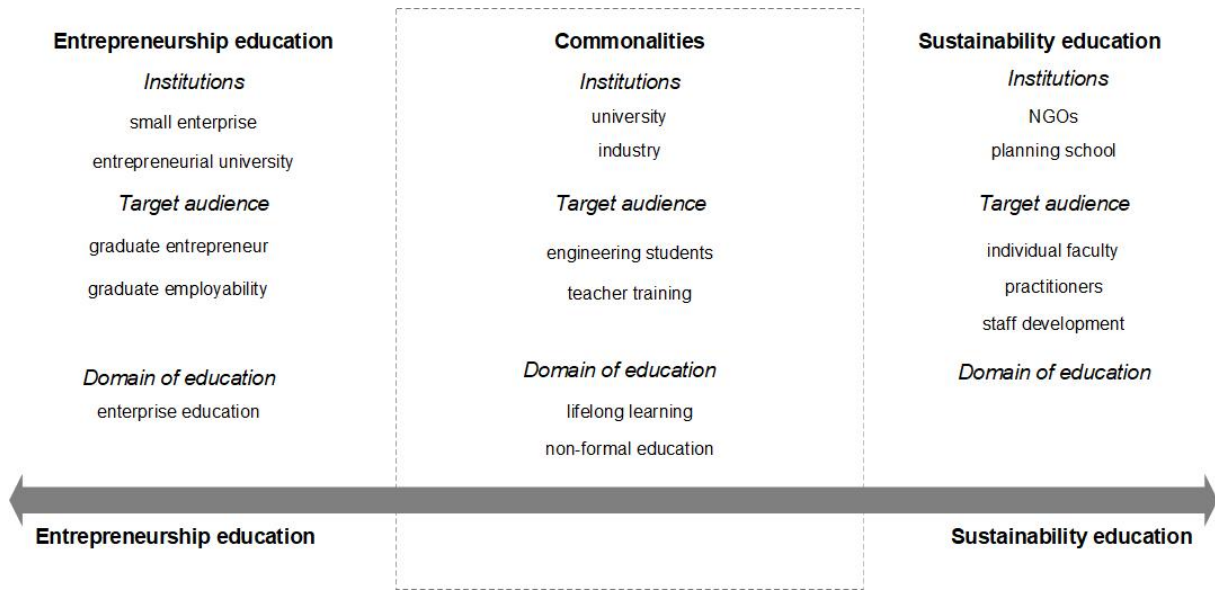 Entrepreneurship education
Institutions
small enterprise
entrepreneurial university
Target audience
graduate entrepreneur
graduate employability
Domain of education
enterprise education
Commonalities
Institutions
university
industry
Target audience
engineering students
teacher training
Domain of education
lifelong learning
non-formal education
Sustainability education
Institutions
NGOs
planning school
Target audience
individual faculty
practitioners
staff development
Domain of education
Entrepreneurship education
Sustainability education